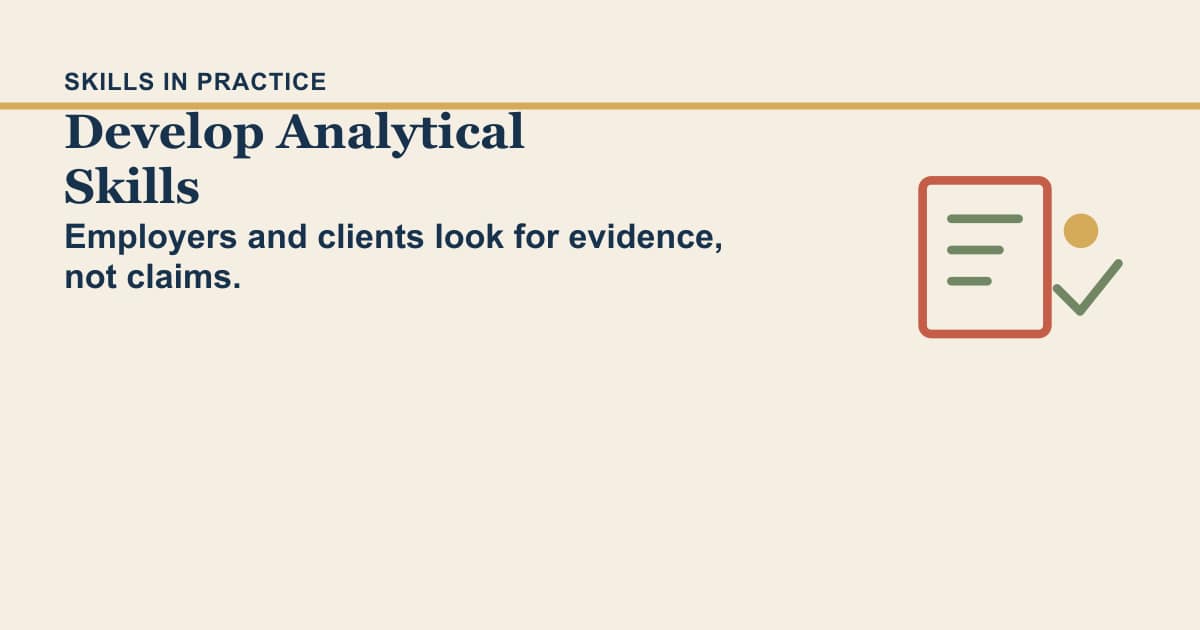 SKILLS IN PRACTICE
Develop Analytical
Skills
Employers and clients look for evidence,
not claims.